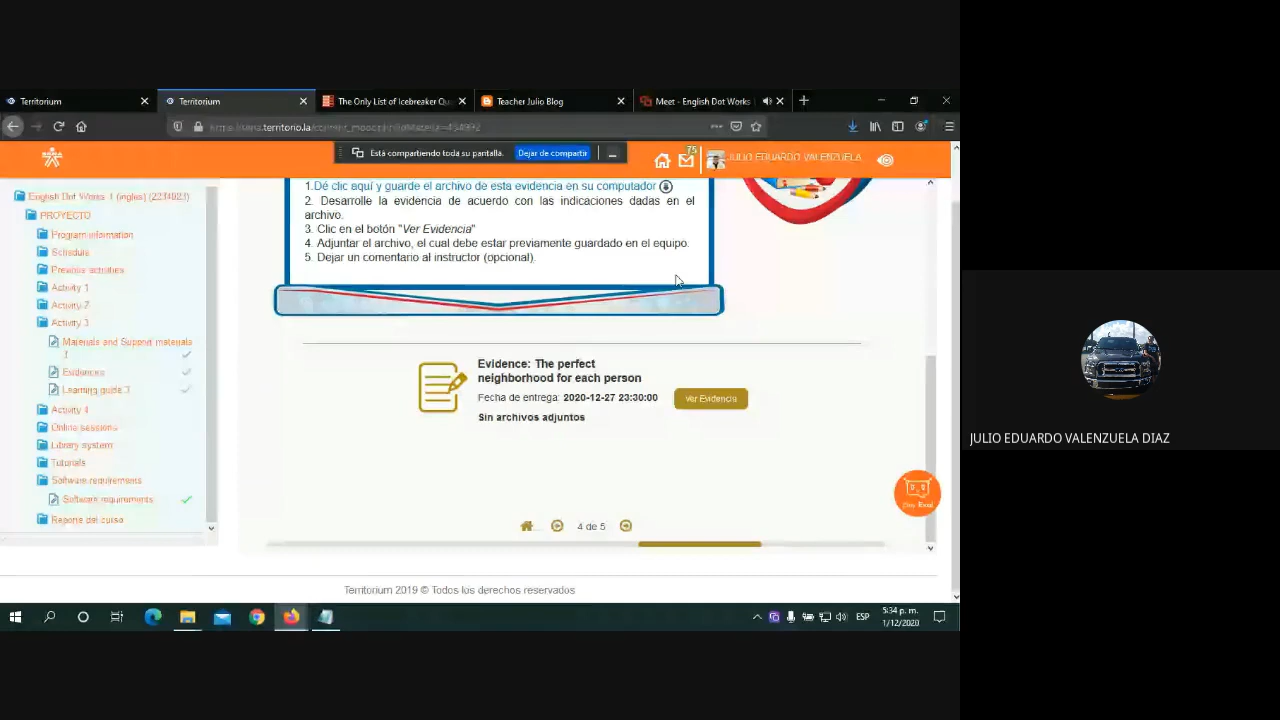 Territorium
Territorium
The Only List of Icebreaker Qu
Teacher Julio Blog
Meet - English Dot Works
Está compartiendo toda su pantalla.
Dejar de compartir
75
JULIO EDUARDO VALENZUELA
English Dot Works 1 (ingles)
PROYECTO
Program information
Schedule
Previous activities
Activity 1
Activity 2
Activity 3
Materials and Support materials
Evidences
Learning guide 3
Activity 4
Online sessions
Library system
Tutorials
Software requirements
Software requirements
Reporte del curso
1.Dé clic aquí y guarde el archivo de esta evidencia en su computador
2. Desarrolle la evidencia de acuerdo con las indicaciones dadas en el
archivo.
3. Clic en el botón "Ver Evidencia"
4. Adjuntar el archivo, el cual debe estar previamente guardado en el equipo.
5. Dejar un comentario al instructor (opcional).
Evidence: The perfect
neighborhood for each person
Fecha de entrega: 2020-12-27 23:30:00
Sin archivos adjuntos
Ver Evidencia
4 de 5
Territorium 2019 © Todos los derechos reservados
ESP
5:34 p. m.
1/12/2020
JULIO EDUARDO VALENZUELA DIAZ